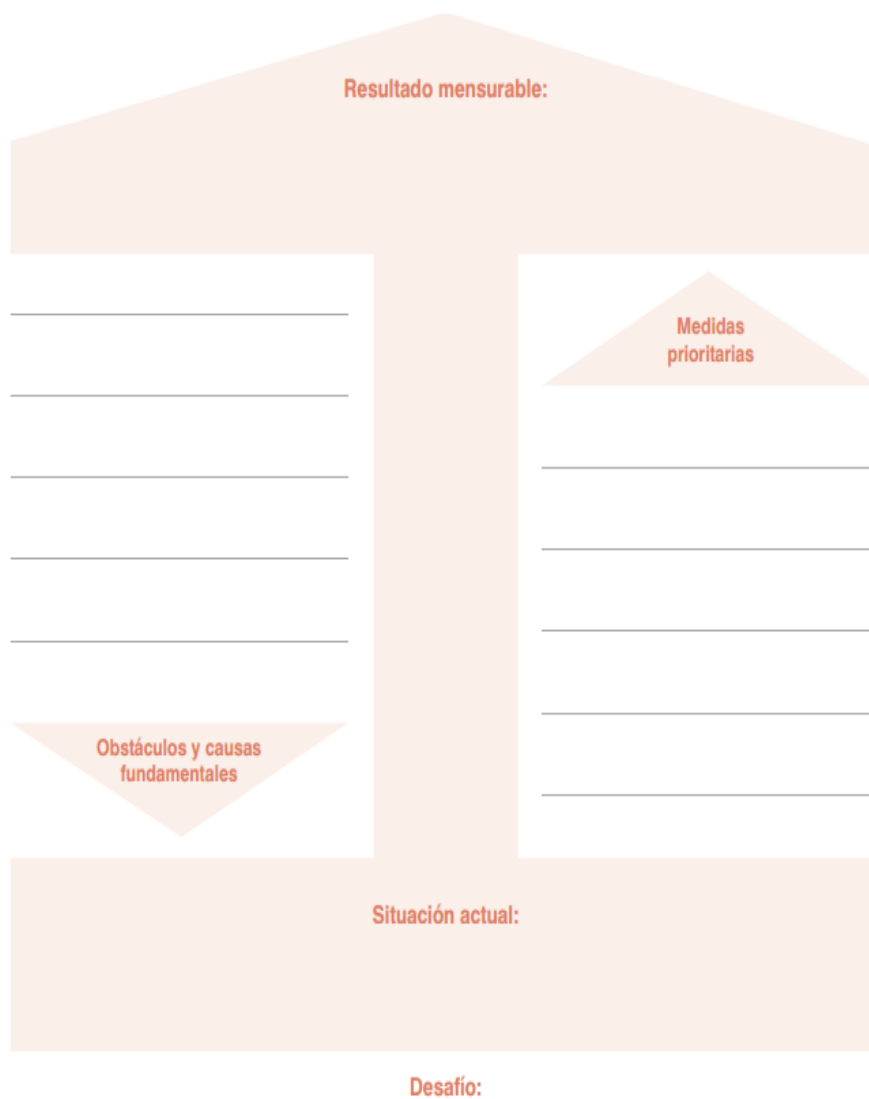 Resultado mensurable:
Medidas
prioritarias
Obstáculos y causas
fundamentales
Situación actual:
Desafío: